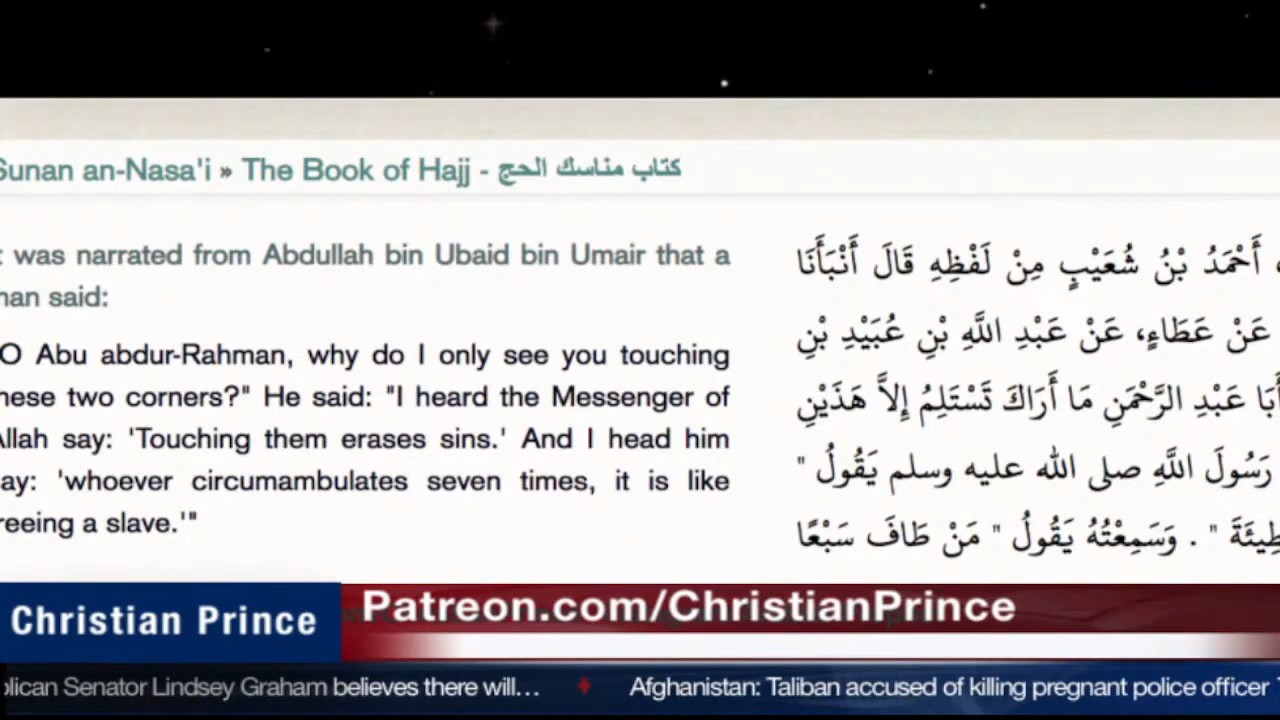 Sunan an-Nasa'i » The Book of Hajj - كتاب مناسك الحج
t was narrated from Abdullah bin Ubaid bin Umair that a
man said:
O Abu abdur-Rahman, why do I only see you touching
these two corners?" He said: "I heard the Messenger of
Allah say: 'Touching them erases sins.' And I head him
say: 'whoever circumambulates seven times, it is like
freeing a slave.'"
أَحْمَدُ بْنُ شُعَيْبٍ مِنْ لَفْظِهِ قَالَ أَنْبَأَنَا
عَنْ عَطَاءٍ، عَنْ عَبْدِ اللَّهِ بْنِ عُبَيْدِ بْنِ
أَبَا عَبْدِ الرَّحْمَنِ مَا أَرَاكَ تَسْتَلِمُ إِلاَّ هَذَيْنِ
رَسُولَ اللَّهِ صلى الله عليه وسلم يَقُولُ "
طِيئَةَ " . وَسَمِعْتُهُ يَقُولُ " مَنْ طَافَ سَبْعًا
Christian Prince
Patreon.com/ChristianPrince
blican Senator Lindsey Graham believes there will... Afghanistan: Taliban accused of killing pregnant police officer